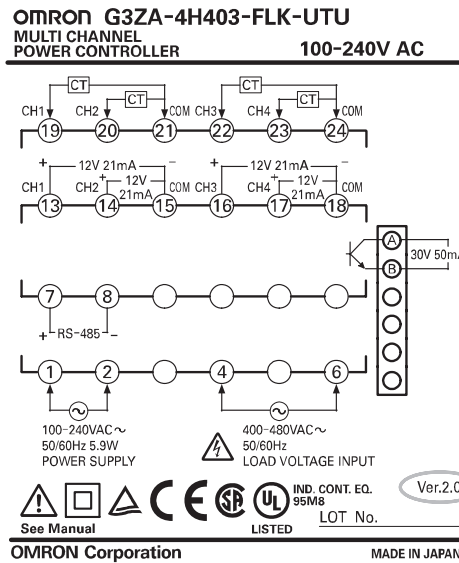 OMRON G3ZA-4H403-FLK-UTU
MULTI CHANNEL
POWER CONTROLLER 100-240V AC
CT CT
CT CT
CH1 CH2 COM CH3 CH4 COM
19 20 21 22 23 24
+ 12V 21mA - + 12V 21mA -
CH1 CH2 + 12V 21mA COM CH3 CH4 + 12V 21mA COM
13 14 15 16 17 18
A
30V 50mA
B
7 8
+ RS-485 -
1 2 4 6
100-240VAC~ 400-480VAC~
50/60Hz 5.9W 50/60Hz
POWER SUPPLY LOAD VOLTAGE INPUT
CE SA UL IND. CONT. EQ.
95M8
Ver.2.0
See Manual LISTED LOT No.
OMRON Corporation MADE IN JAPAN